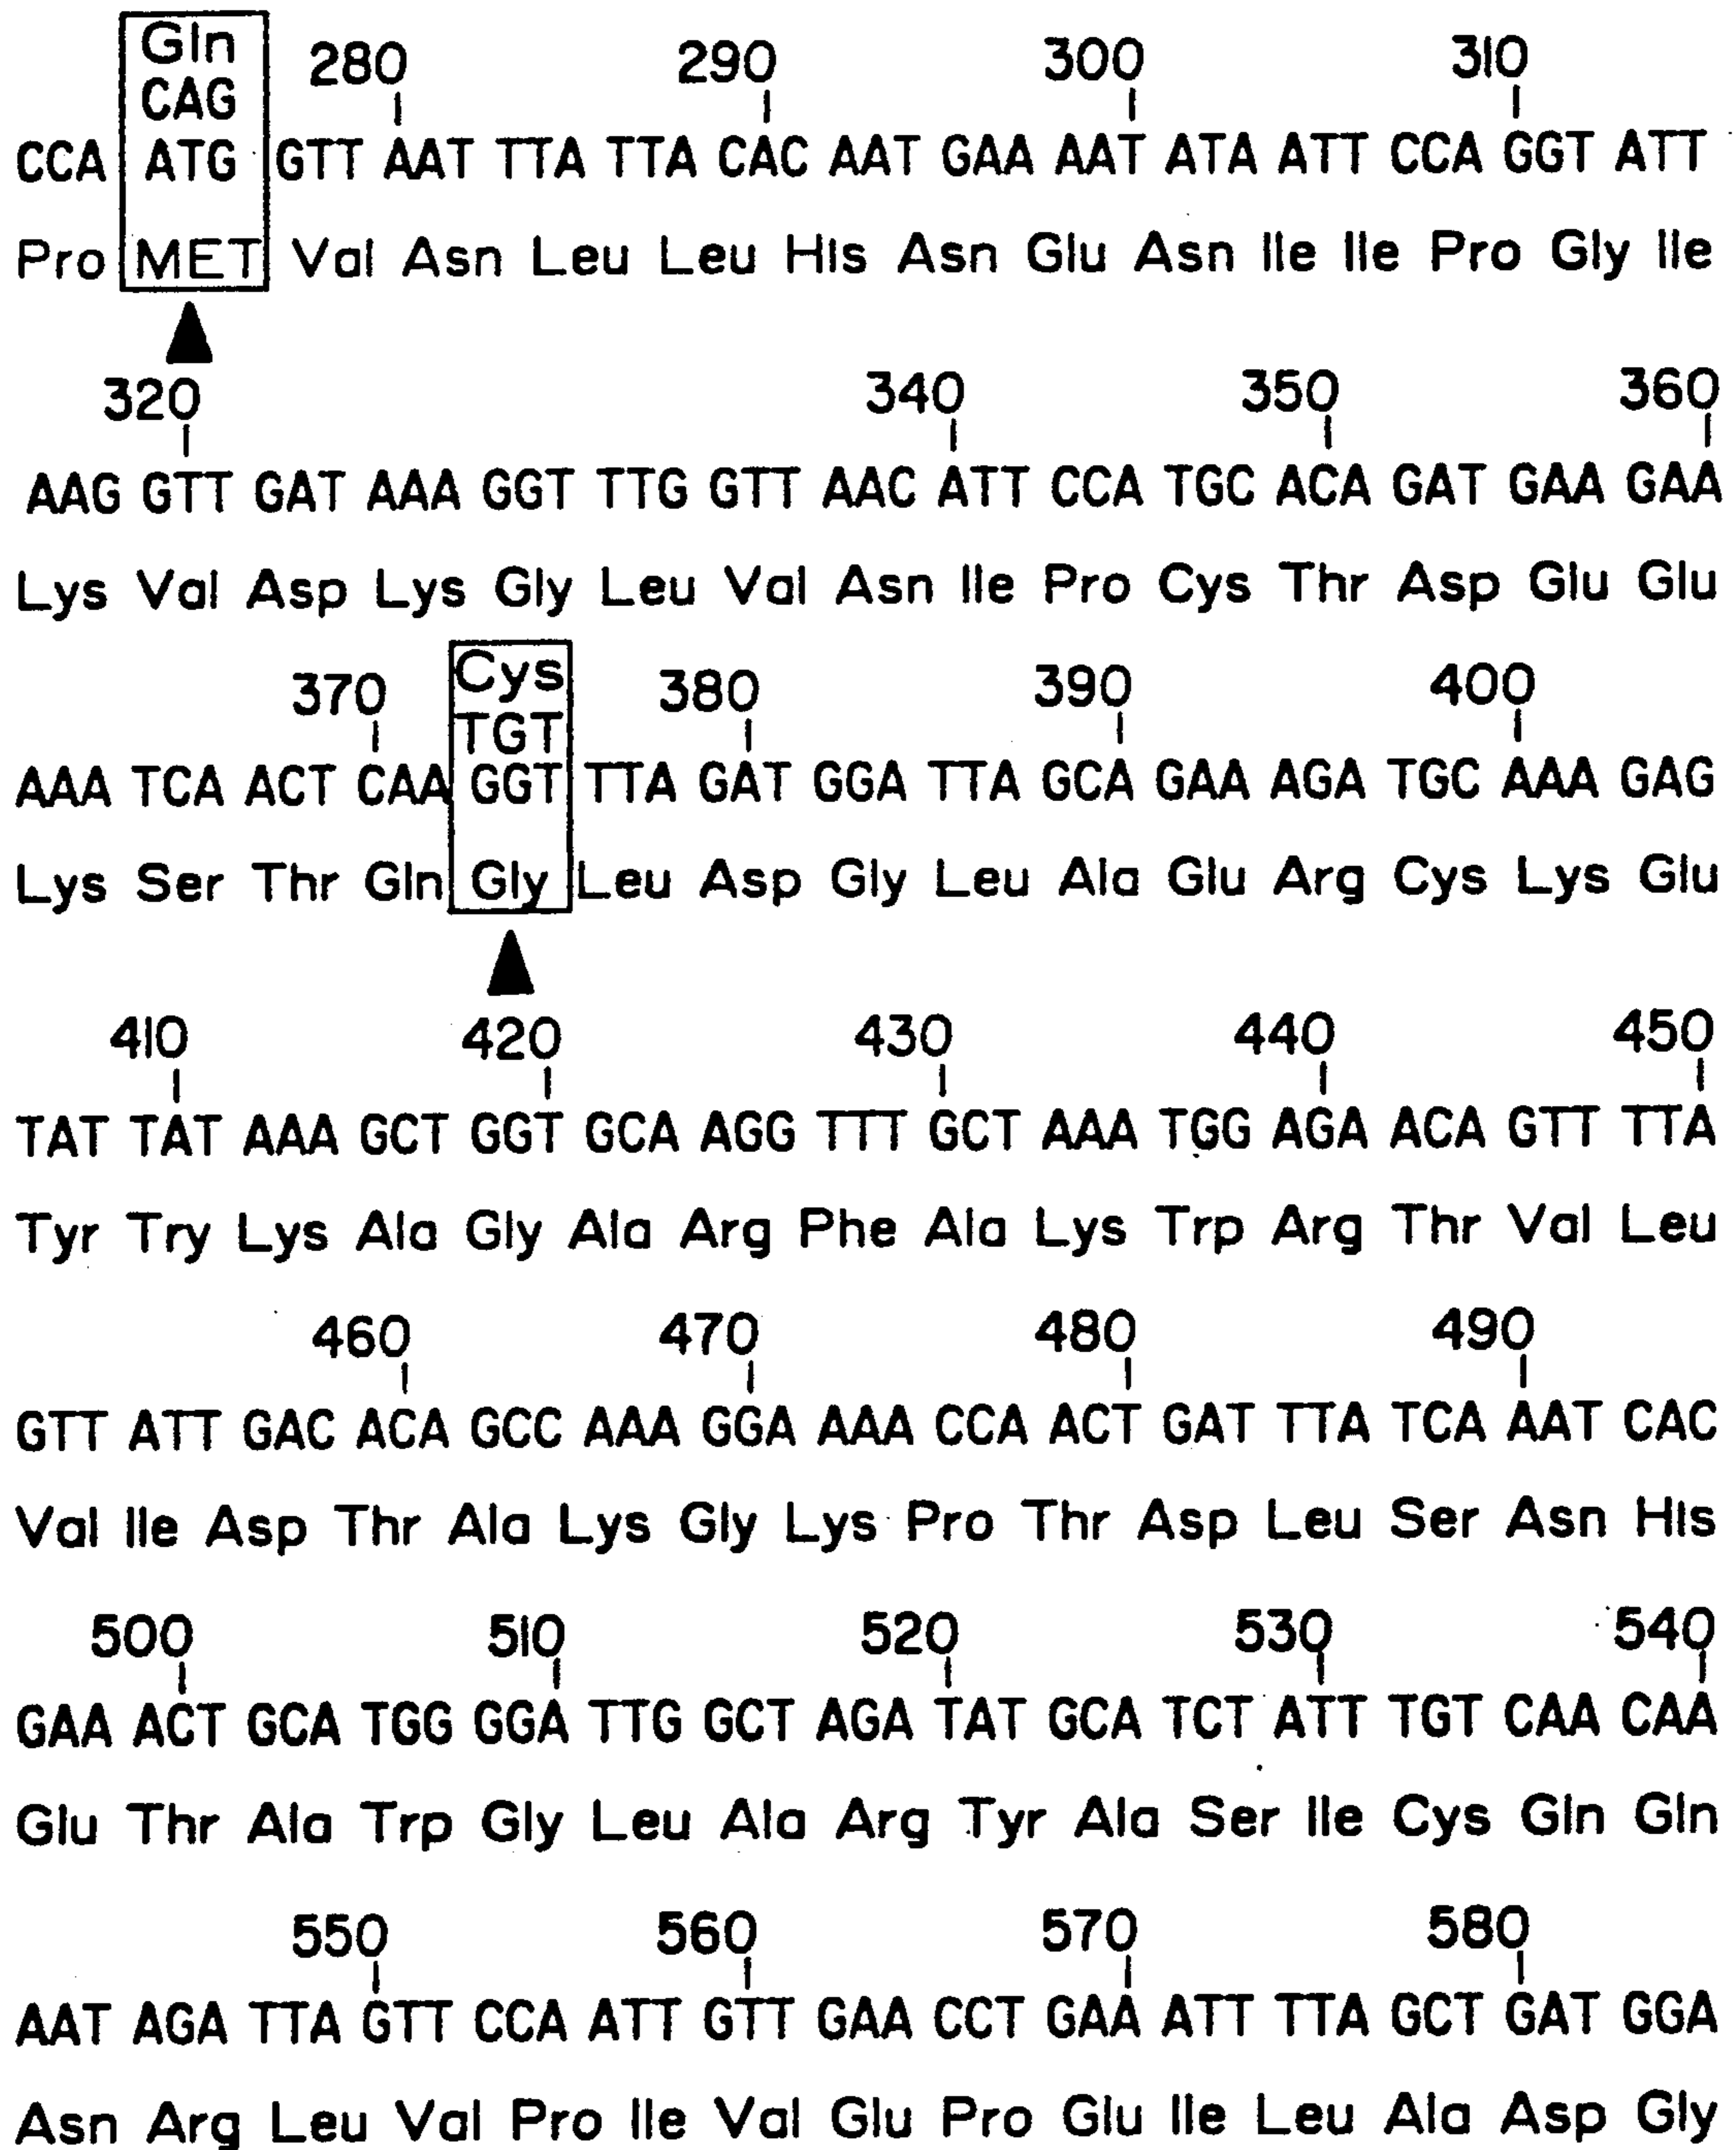 Gln
280 290 300 310
CAG
CCA ATG GTT AAT TTA TTA CAC AAT GAA AAT ATA ATT CCA GGT ATT
Pro MET Val Asn Leu Leu His Asn Glu Asn Ile Ile Pro Gly Ile
320 340 350 360
AAG GTT GAT AAA GGT TTG GTT AAC ATT CCA TGC ACA GAT GAA GAA
Lys Val Asp Lys Gly Leu Val Asn Ile Pro Cys Thr Asp Glu Glu
370 Cys 380 390 400
TGT
AAA TCA ACT CAA GGT TTA GAT GGA TTA GCA GAA AGA TGC AAA GAG
Lys Ser Thr Gln Gly Leu Asp Gly Leu Ala Glu Arg Cys Lys Glu
410 420 430 440 450
TAT TAT AAA GCT GGT GCA AGG TTT GCT AAA TGG AGA ACA GTT TTA
Tyr Try Lys Ala Gly Ala Arg Phe Ala Lys Trp Arg Thr Val Leu
460 470 480 490
GTT ATT GAC ACA GCC AAA GGA AAA CCA ACT GAT TTA TCA AAT CAC
Val Ile Asp Thr Ala Lys Gly Lys Pro Thr Asp Leu Ser Asn His
500 510 520 530 540
GAA ACT GCA TGG GGA TTG GCT AGA TAT GCA TCT ATT TGT CAA CAA
Glu Thr Ala Trp Gly Leu Ala Arg Tyr Ala Ser Ile Cys Gln Gln
550 560 570 580
AAT AGA TTA GTT CCA ATT GTT GAA CCT GAA ATT TTA GCT GAT GGA
Asn Arg Leu Val Pro Ile Val Glu Pro Glu Ile Leu Ala Asp Gly